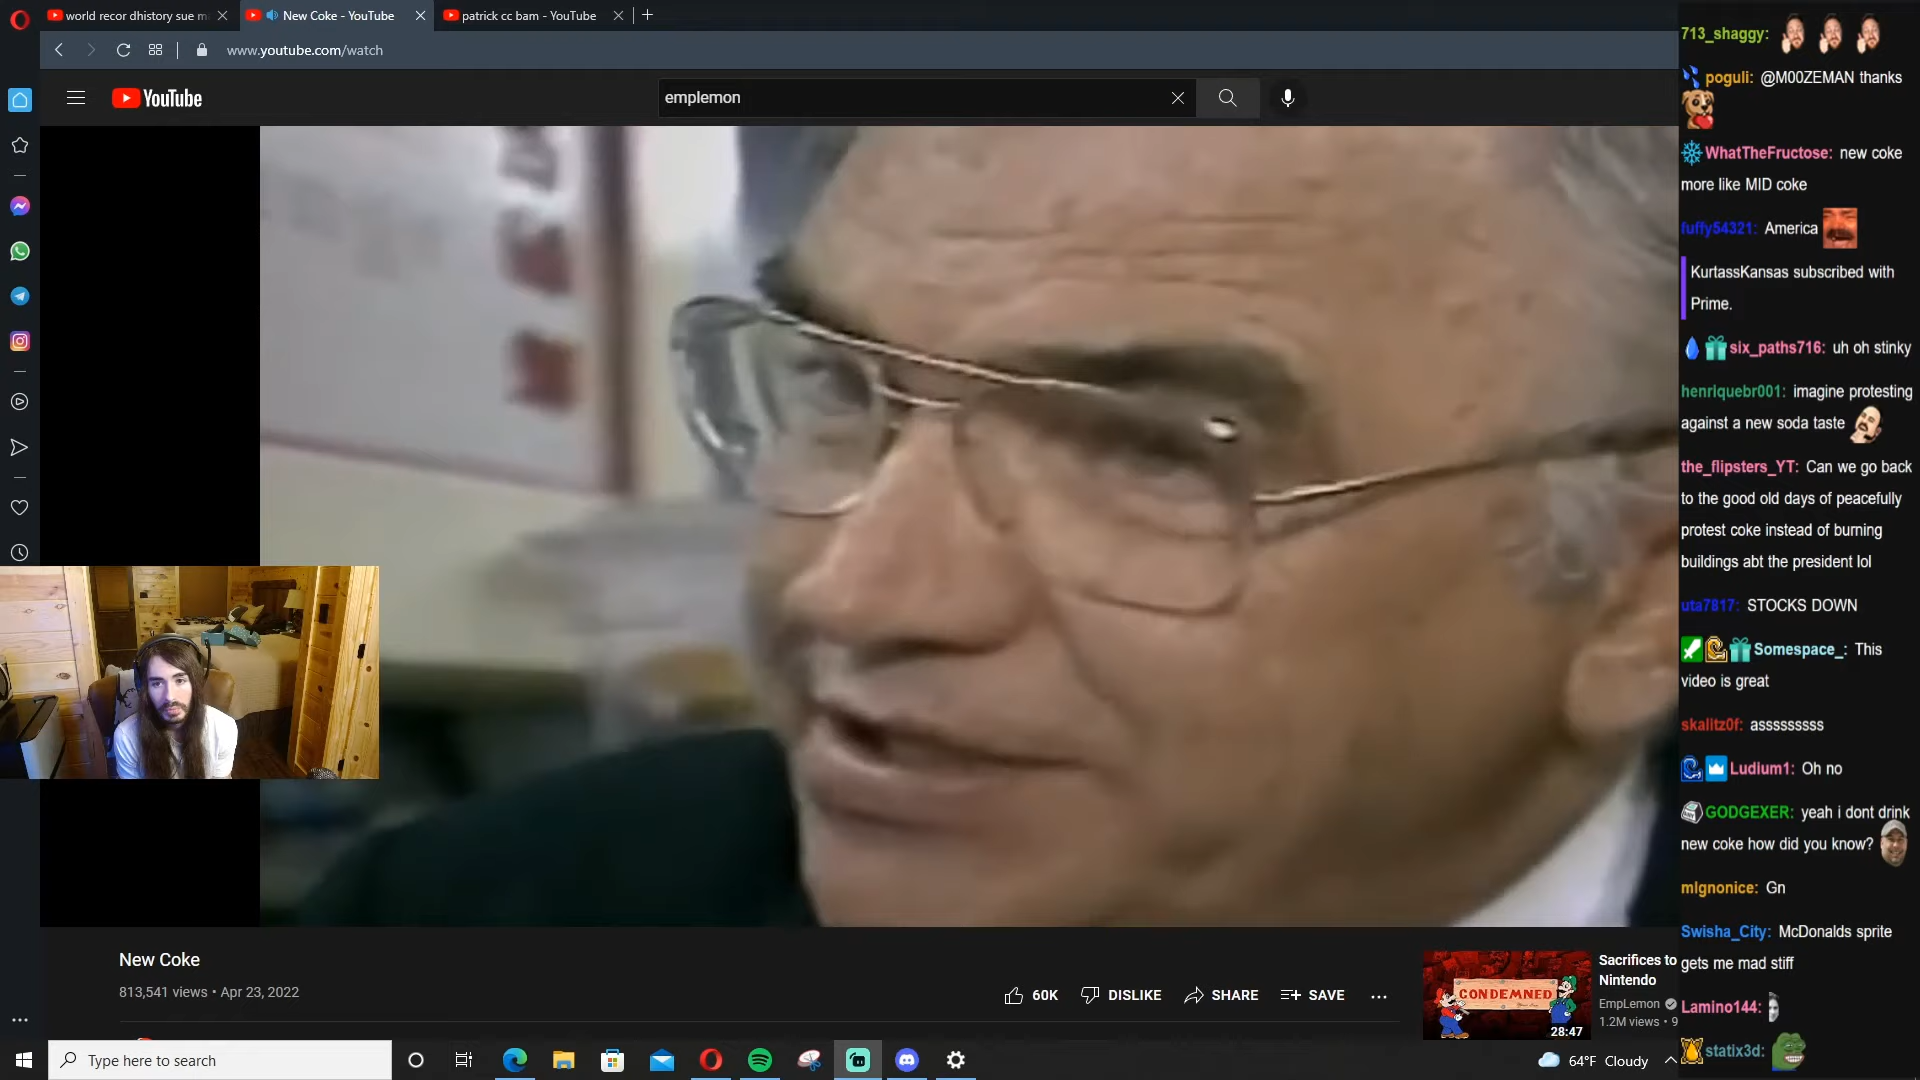 world recor dhistory sue m
New Coke - YouTube
patrick cc bam - YouTube
www.youtube.com/watch
YouTube
emplemon
713_shaggy:
poguli: @M00ZEMAN thanks
WhatTheFructose: new coke
more like MID coke
fuffy54321: America
KurtassKansas subscribed with
Prime.
six_paths716: uh oh stinky
henriquebr001: imagine protesting
against a new soda taste
the_flipsters_YT: Can we go back
to the good old days of peacefully
protest coke instead of burning
buildings abt the president lol
uta7817: STOCKS DOWN
Somespace_: This
video is great
skalitz0f: asssssssss
Ludium1: Oh no
GODGEXER: yeah i dont drink
new coke how did you know?
mlgnonice: Gn
Swisha_City: McDonalds sprite
gets me mad stiff
Lamino144:
statix3d:
New Coke
813,541 views • Apr 23, 2022
60K
DISLIKE
SHARE
SAVE
CONDEMNED
28:47
Sacrifices to
Nintendo
EmpLemon
1.2M views • 9
Type here to search
64°F Cloudy